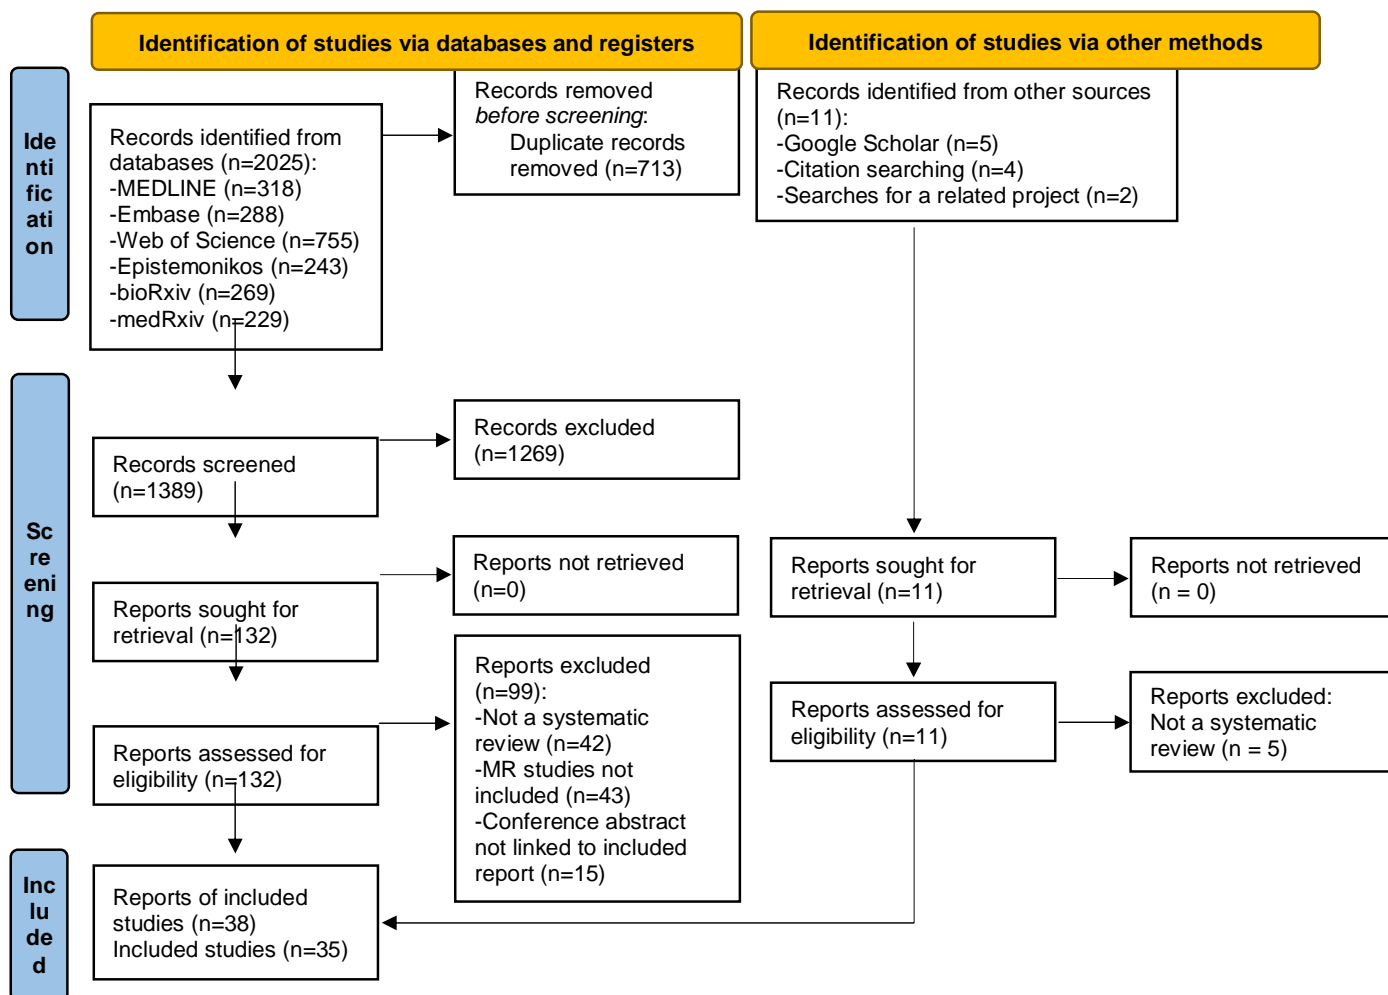 Identification of studies via databases and registers
Identification of studies via other methods
Ide
nti
fic
ati
on
Records identified from
databases (n=2025):
-MEDLINE (n=318)
-Embase (n=288)
-Web of Science (n=755)
-Epistemonikos (n=243)
-bioRxiv (n=269)
-medRxiv (n=229)
Records removed
before screening:
Duplicate records
removed (n=713)
Records identified from other sources
(n=11):
-Google Scholar (n=5)
-Citation searching (n=4)
-Searches for a related project (n=2)
Sc
re
eni
ng
Records screened
(n=1389)
Records excluded
(n=1269)
Reports sought for
retrieval (n=132)
Reports not retrieved
(n=0)
Reports sought for
retrieval (n=11)
Reports not retrieved
(n = 0)
Reports assessed for
eligibility (n=132)
Reports excluded
(n=99):
-Not a systematic
review (n=42)
-MR studies not
included (n=43)
-Conference abstract
not linked to included
report (n=15)
Reports assessed for
eligibility (n=11)
Reports excluded:
Not a systematic
review (n = 5)
Inc
lu
de
d
Reports of included
studies (n=38)
Included studies (n=35)